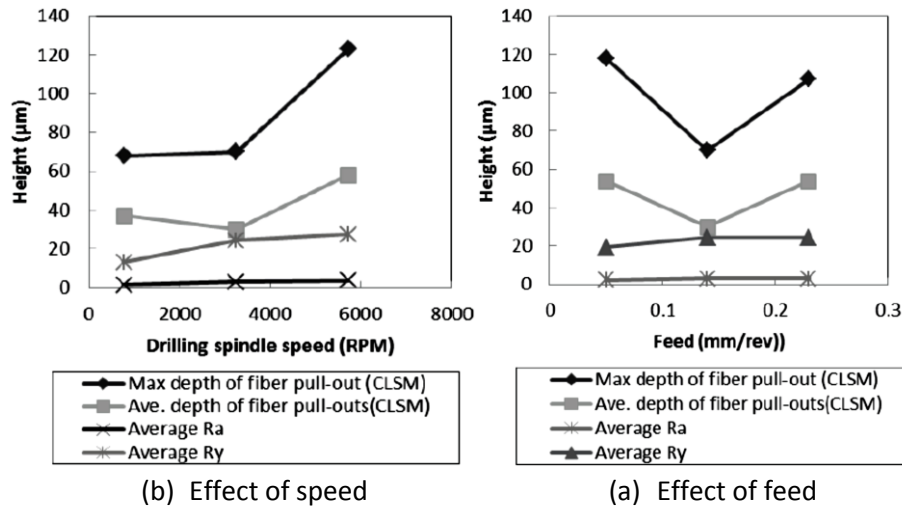 140
120
100
80
60
40
20
0
Height (µm)
0 2000 4000 6000 8000
Drilling spindle speed (RPM)
Max depth of fiber pull-out (CLSM)
Ave. depth of fiber pull-outs(CLSM)
Average Ra
Average Ry
(b) Effect of speed
140
120
100
80
60
40
20
0
Height (µm)
0 0.1 0.2 0.3
Feed (mm/rev))
Max depth of fiber pull-out (CLSM)
Ave. depth of fiber pull-outs(CLSM)
Average Ra
Average Ry
(a) Effect of feed